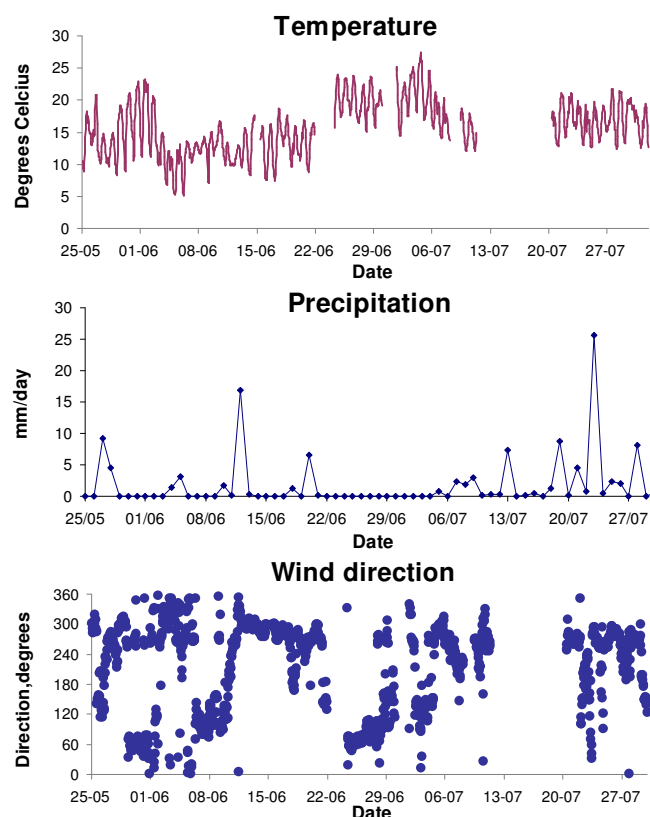 Temperature
Degrees Celcius
30
25
20
15
10
5
0
25-05 01-06 08-06 15-06 22-06 29-06 06-07 13-07 20-07 27-07
Date
Precipitation
mm/day
30
25
20
15
10
5
0
25/05 01/06 08/06 15/06 22/06 29/06 06/07 13/07 20/07 27/07
Date
Wind direction
Direction,degrees
360
300
240
180
120
60
0
25-05 01-06 08-06 15-06 22-06 29-06 06-07 13-07 20-07 27-07
Date